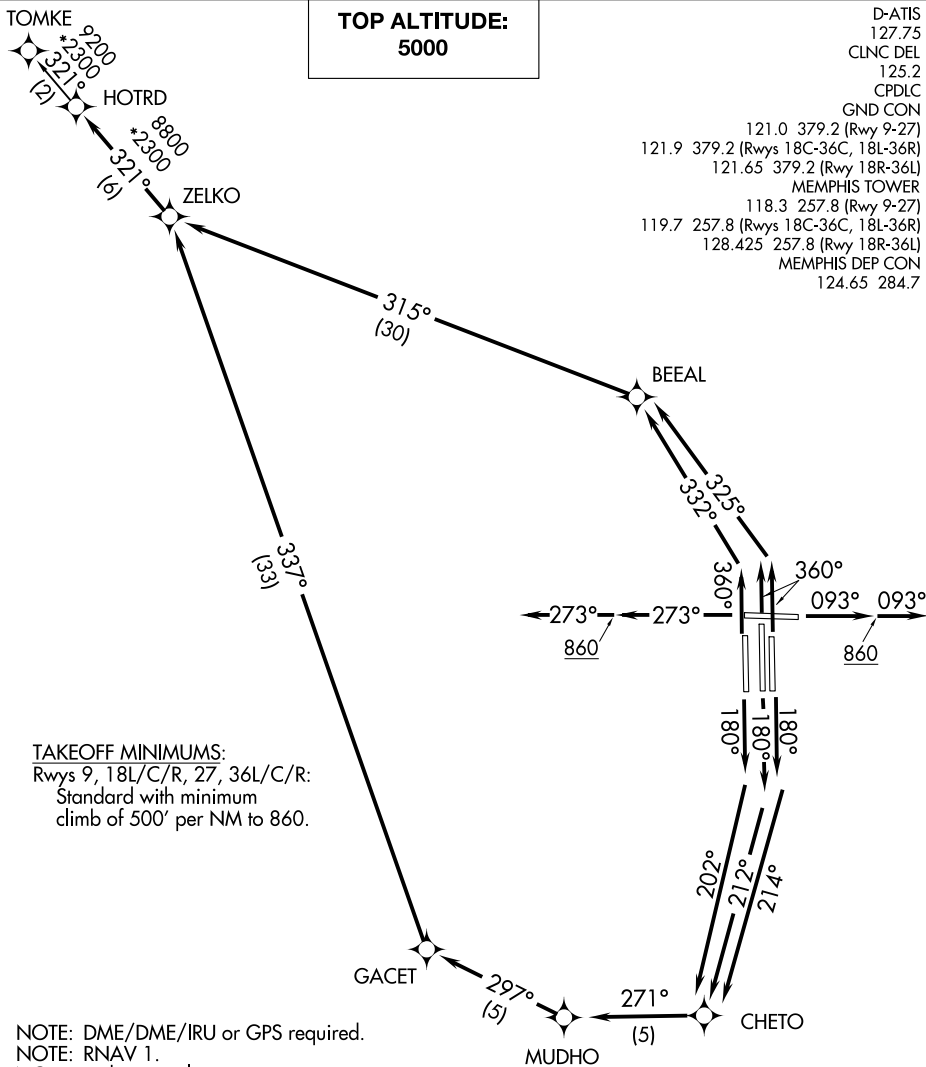 TOP ALTITUDE:
5000
D-ATIS
127.75
CLNC DEL
125.2
CPDLC
GND CON
121.0 379.2 (Rwy 9-27)
121.9 379.2 (Rwys 18C-36C, 18L-36R)
121.65 379.2 (Rwy 18R-36L)
MEMPHIS TOWER
118.3 257.8 (Rwy 9-27)
119.7 257.8 (Rwys 18C-36C, 18L-36R)
128.425 257.8 (Rwy 18R-36L)
MEMPHIS DEP CON
124.65 284.7
TOMKE
9200
*2300
321°
(2)
HOTRD
8800
*2300
321°
(6)
ZELKO
315°
(30)
BEEAL
325°
332°
337°
(33)
360°
360°
273°
273°
093°
093°
860
860
180°
180°
180°
202°
212°
214°
TAKEOFF MINIMUMS:
Rwys 9, 18L/C/R, 27, 36L/C/R:
Standard with minimum
climb of 500' per NM to 860.
GACET
297°
(5)
MUDHO
271°
(5)
CHETO
NOTE: DME/DME/IRU or GPS required.
NOTE: RNAV 1.